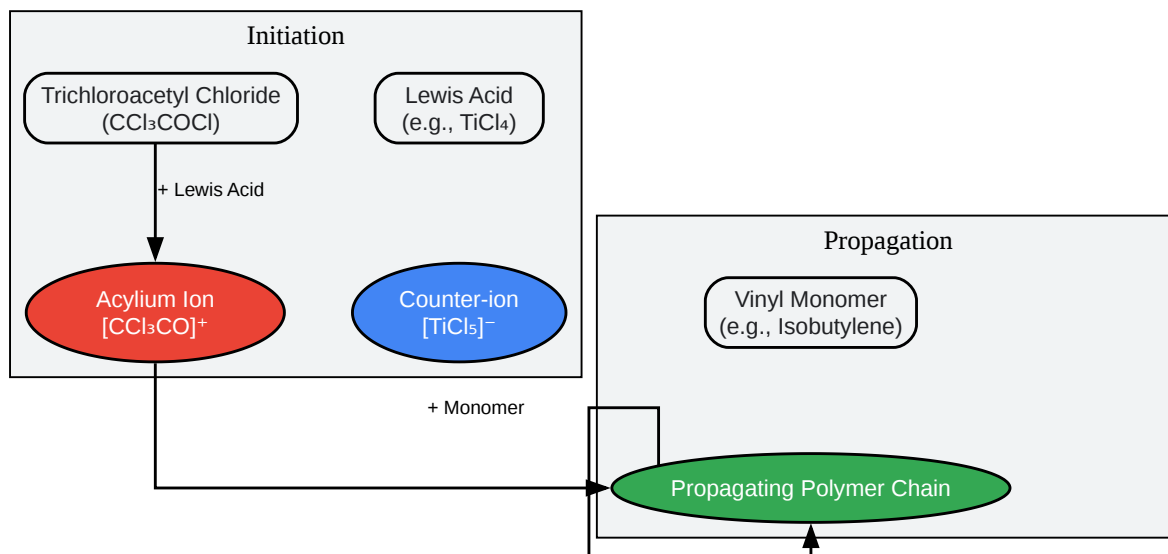 Initiation
Trichloroacetyl Chloride
(CCl₃COCl)
Lewis Acid
(e.g., TiCl₄)
+ Lewis Acid
Acylium Ion
[CCl₃CO]⁺
Counter-ion
[TiCl₅]⁻
Propagation
Vinyl Monomer
(e.g., Isobutylene)
+ Monomer
Propagating Polymer Chain